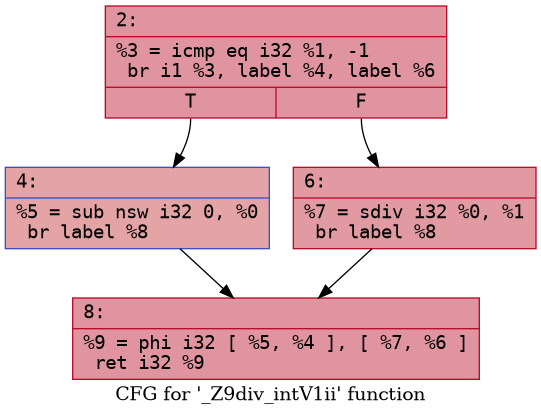 2:
%3 = icmp eq i32 %1, -1
br i1 %3, label %4, label %6
T F
4:
%5 = sub nsw i32 0, %0
br label %8
6:
%7 = sdiv i32 %0, %1
br label %8
8:
%9 = phi i32 [ %5, %4 ], [ %7, %6 ]
ret i32 %9
CFG for '_Z9div_intV1ii' function